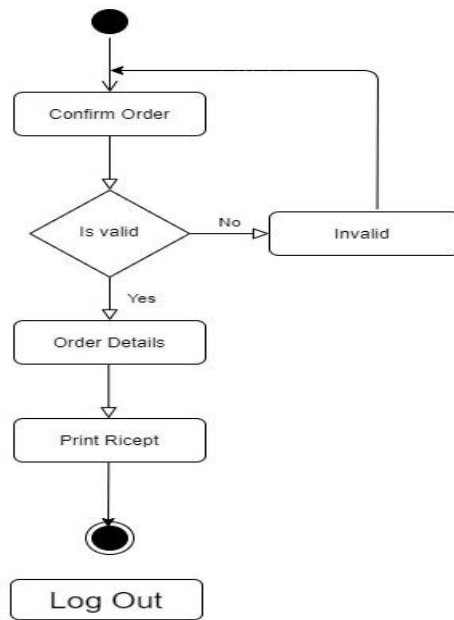 Confirm Order
Is valid
No
Invalid
Yes
Order Details
Print Ricept
Log Out